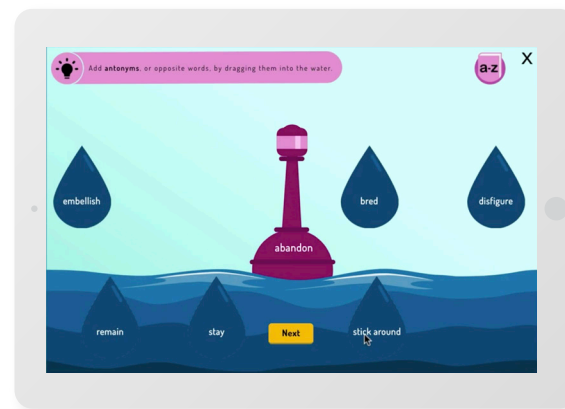 Add antonyms, or opposite words, by dragging them into the water.
a-z
X
embellish
bred
disfigure
abandon
remain
stay
Next
stick around